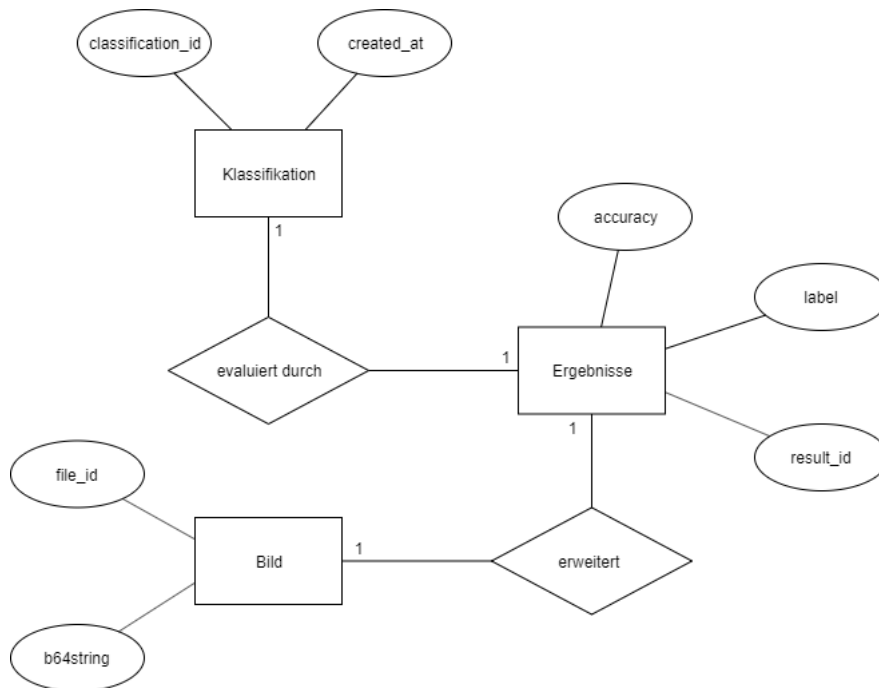 classification_id
created_at
Klassifikation
1
accuracy
label
evaluiert durch
1
Ergebnisse
1
result_id
file_id
Bild
1
erweitert
b64string